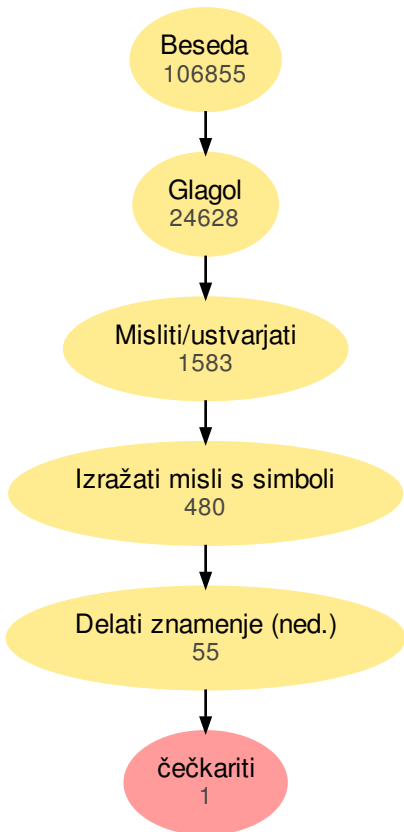 Beseda
106855
Glagol
24628
Misliti/ustvarjati
1583
Izražati misli s simboli
480
Delati znamenje (ned.)
55
čečkariti
1